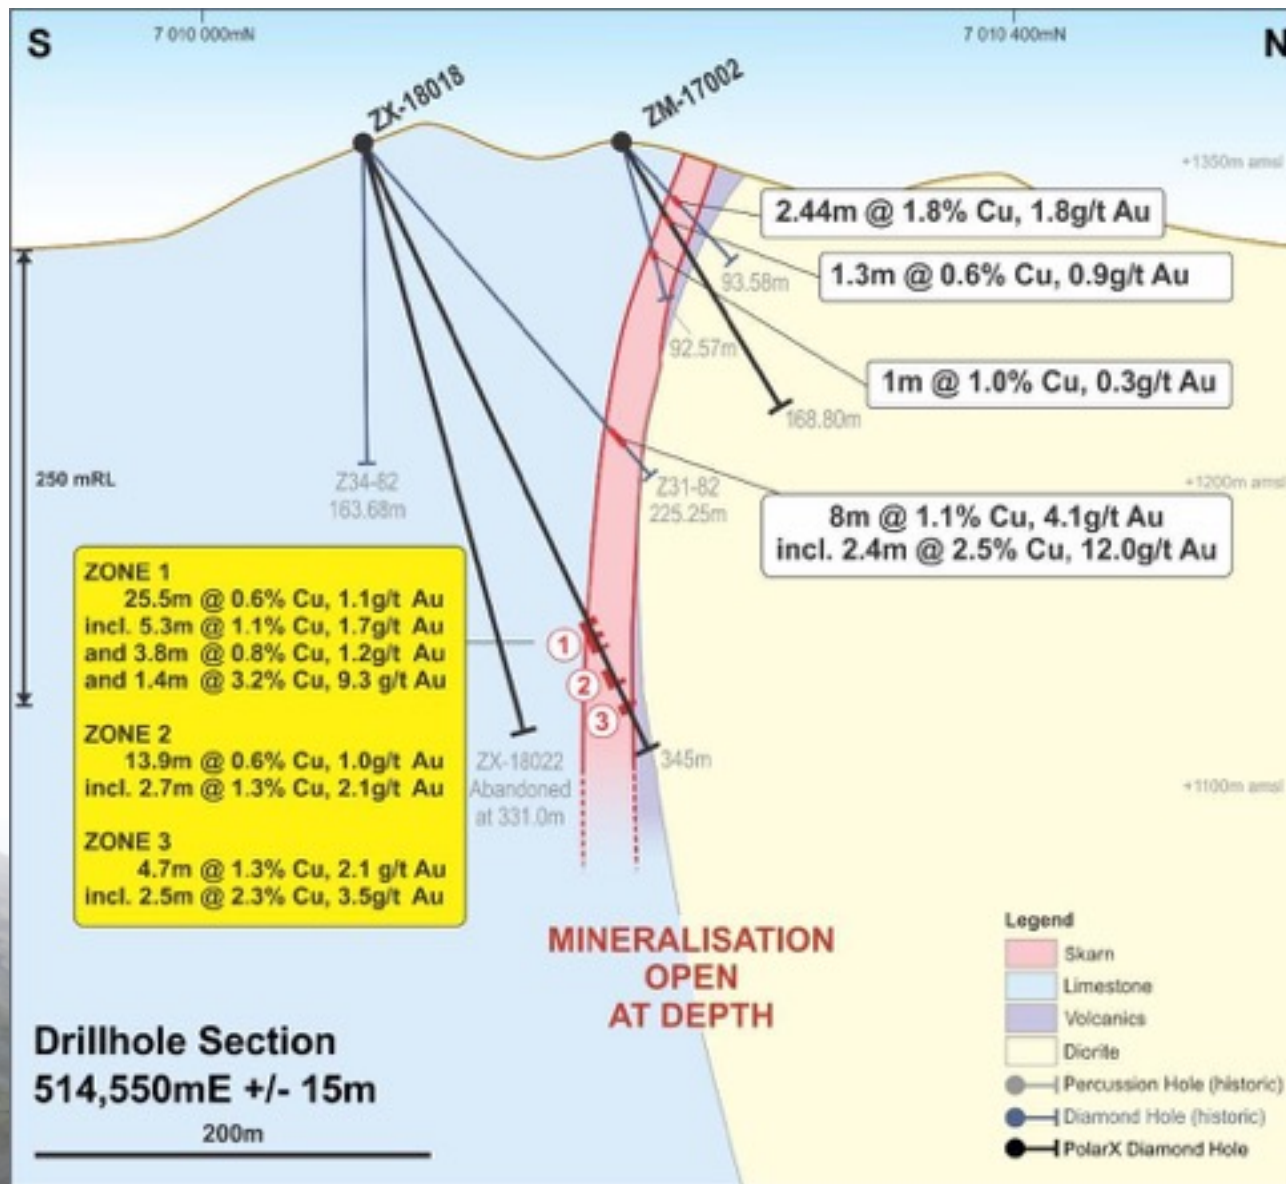 S
7 010 000mN
7 010 400mN
N
ZX-18018
ZM-17002
+1350m amsl
2.44m @ 1.8% Cu, 1.8g/t Au
1.3m @ 0.6% Cu, 0.9g/t Au
93.58m
92.57m
1m @ 1.0% Cu, 0.3g/t Au
168.80m
250 mRL
Z34-82
163.68m
Z31-82
225.25m
+1200m amsl
8m @ 1.1% Cu, 4.1g/t Au
incl. 2.4m @ 2.5% Cu, 12.0g/t Au
ZONE 1
25.5m @ 0.6% Cu, 1.1g/t Au
incl. 5.3m @ 1.1% Cu, 1.7g/t Au
and 3.8m @ 0.8% Cu, 1.2g/t Au
and 1.4m @ 3.2% Cu, 9.3 g/t Au
ZONE 2
13.9m @ 0.6% Cu, 1.0g/t Au
incl. 2.7m @ 1.3% Cu, 2.1g/t Au
ZONE 3
4.7m @ 1.3% Cu, 2.1 g/t Au
incl. 2.5m @ 2.3% Cu, 3.5g/t Au
1
2
3
ZX-18022
Abandoned
at 331.0m
345m
+1100m amsl
MINERALISATION
OPEN
AT DEPTH
Drillhole Section
514,550mE +/- 15m
200m
Legend
Skarn
Limestone
Volcanics
Diorite
Percussion Hole (historic)
Diamond Hole (historic)
PolarX Diamond Hole